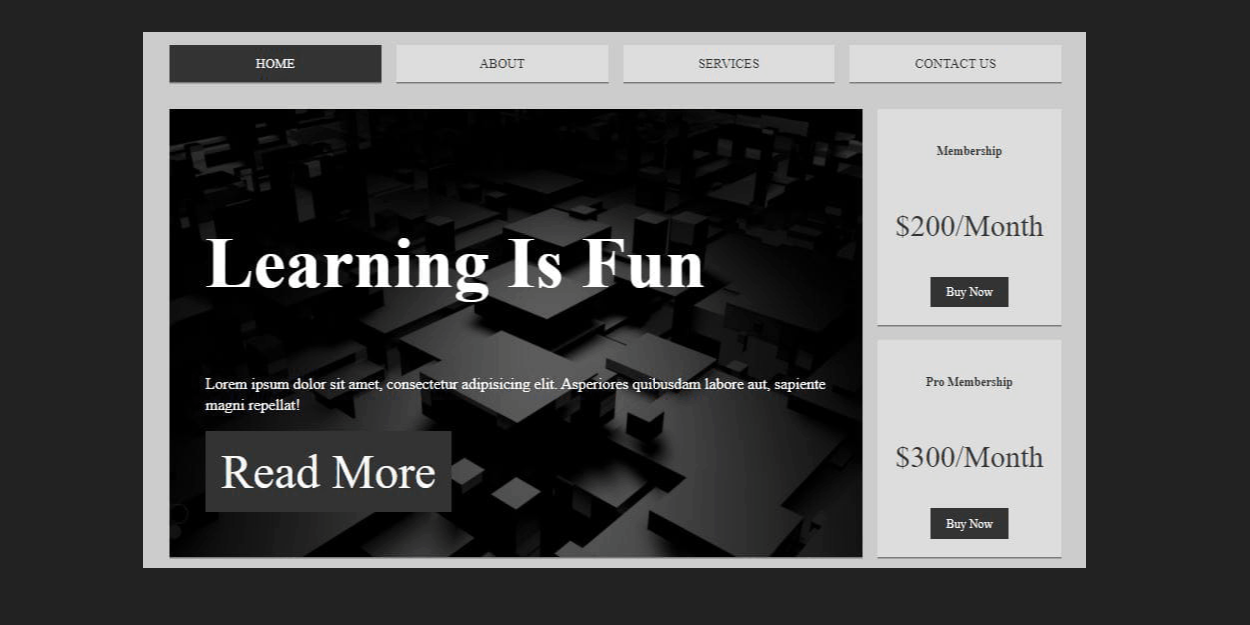 HOME
ABOUT
SERVICES
CONTACT US
Learning Is Fun
Lorem ipsum dolor sit amet, consectetur adipisicing elit. Asperiores quibusdam labore aut, sapiente
magni repellat!
Read More
Membership
$200/Month
Buy Now
Pro Membership
$300/Month
Buy Now